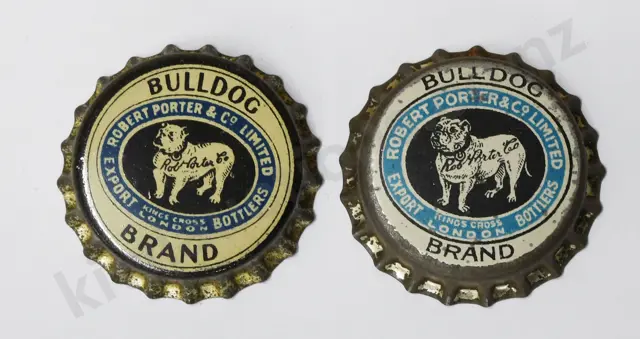 BULLDOG
ROBERT PORTER & Co LIMITED
Rob Porter & Co
KINGS CROSS
LONDON
EXPORT BOTTLERS
BRAND
BULLDOG
ROBERT PORTER & Co LIMITED
Rob Porter & Co
KINGS CROSS
LONDON
EXPORT BOTTLERS
BRAND